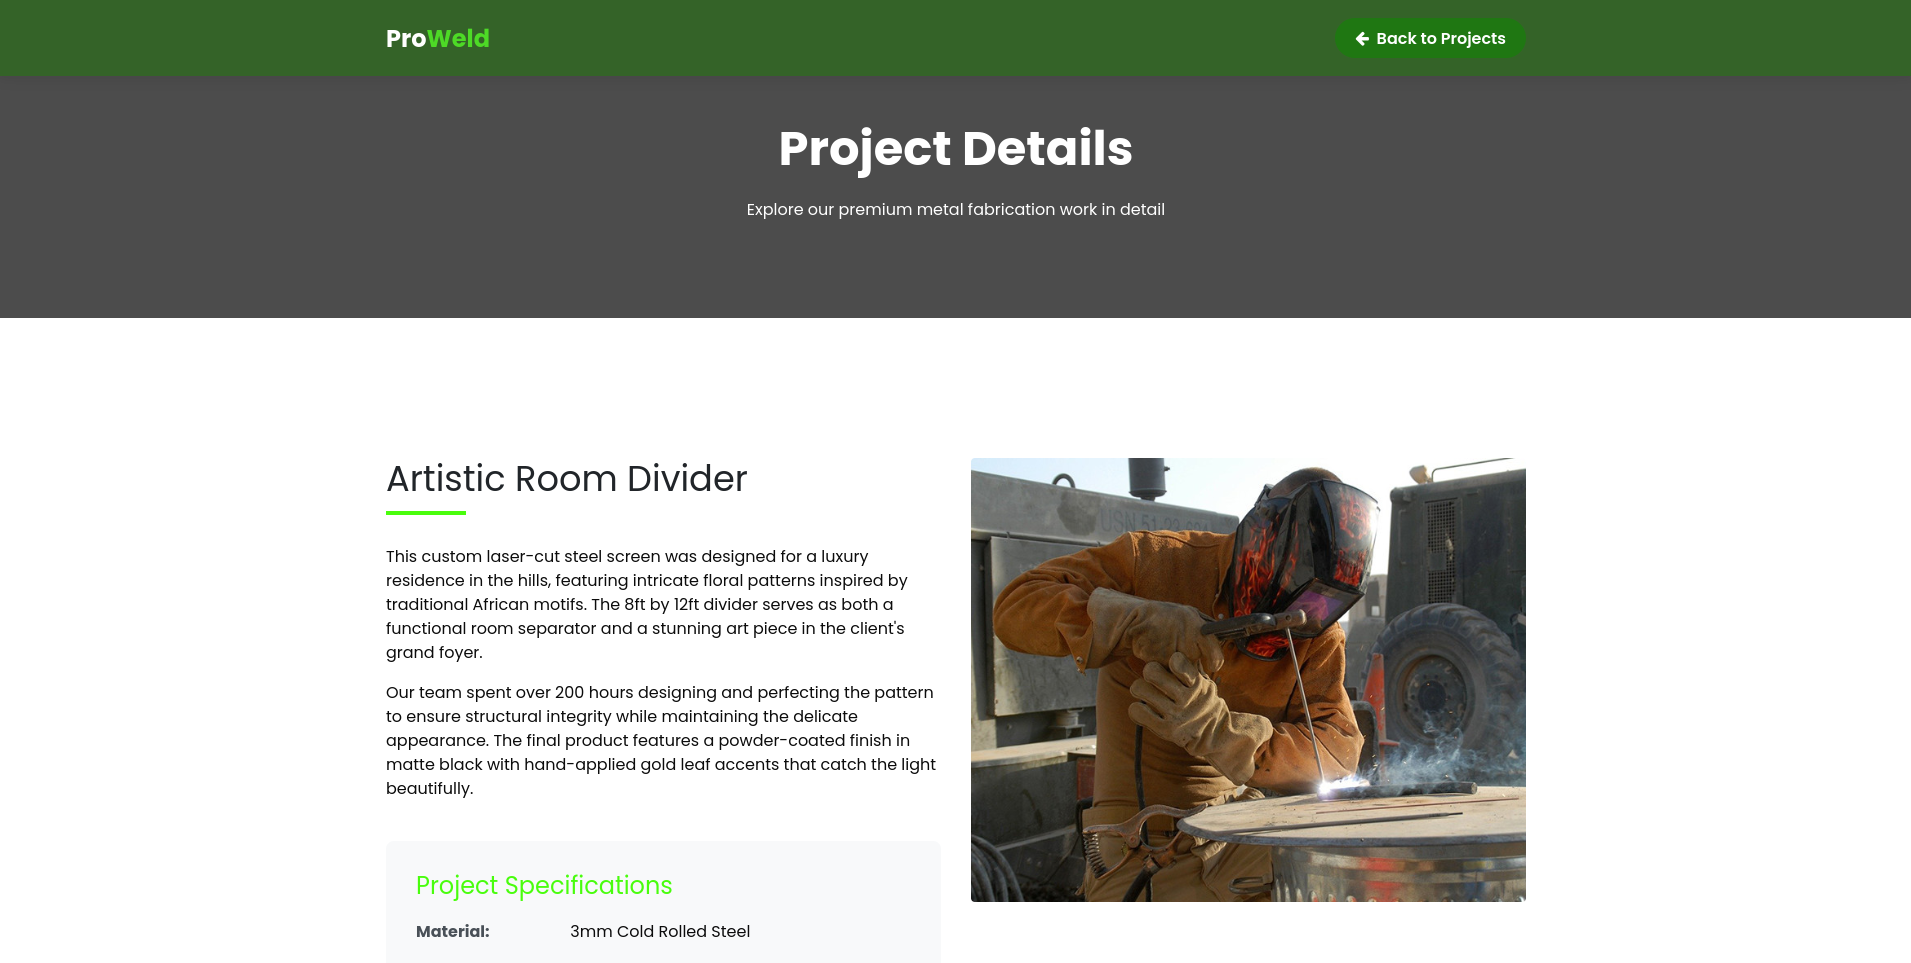 ProWeld
Back to Projects
Project Details
Explore our premium metal fabrication work in detail
Artistic Room Divider
This custom laser-cut steel screen was designed for a luxury
residence in the hills, featuring intricate floral patterns inspired by
traditional African motifs. The 8ft by 12ft divider serves as both a
functional room separator and a stunning art piece in the client's
grand foyer.
Our team spent over 200 hours designing and perfecting the pattern
to ensure structural integrity while maintaining the delicate
appearance. The final product features a powder-coated finish in
matte black with hand-applied gold leaf accents that catch the light
beautifully.
Project Specifications
Material: 3mm Cold Rolled Steel